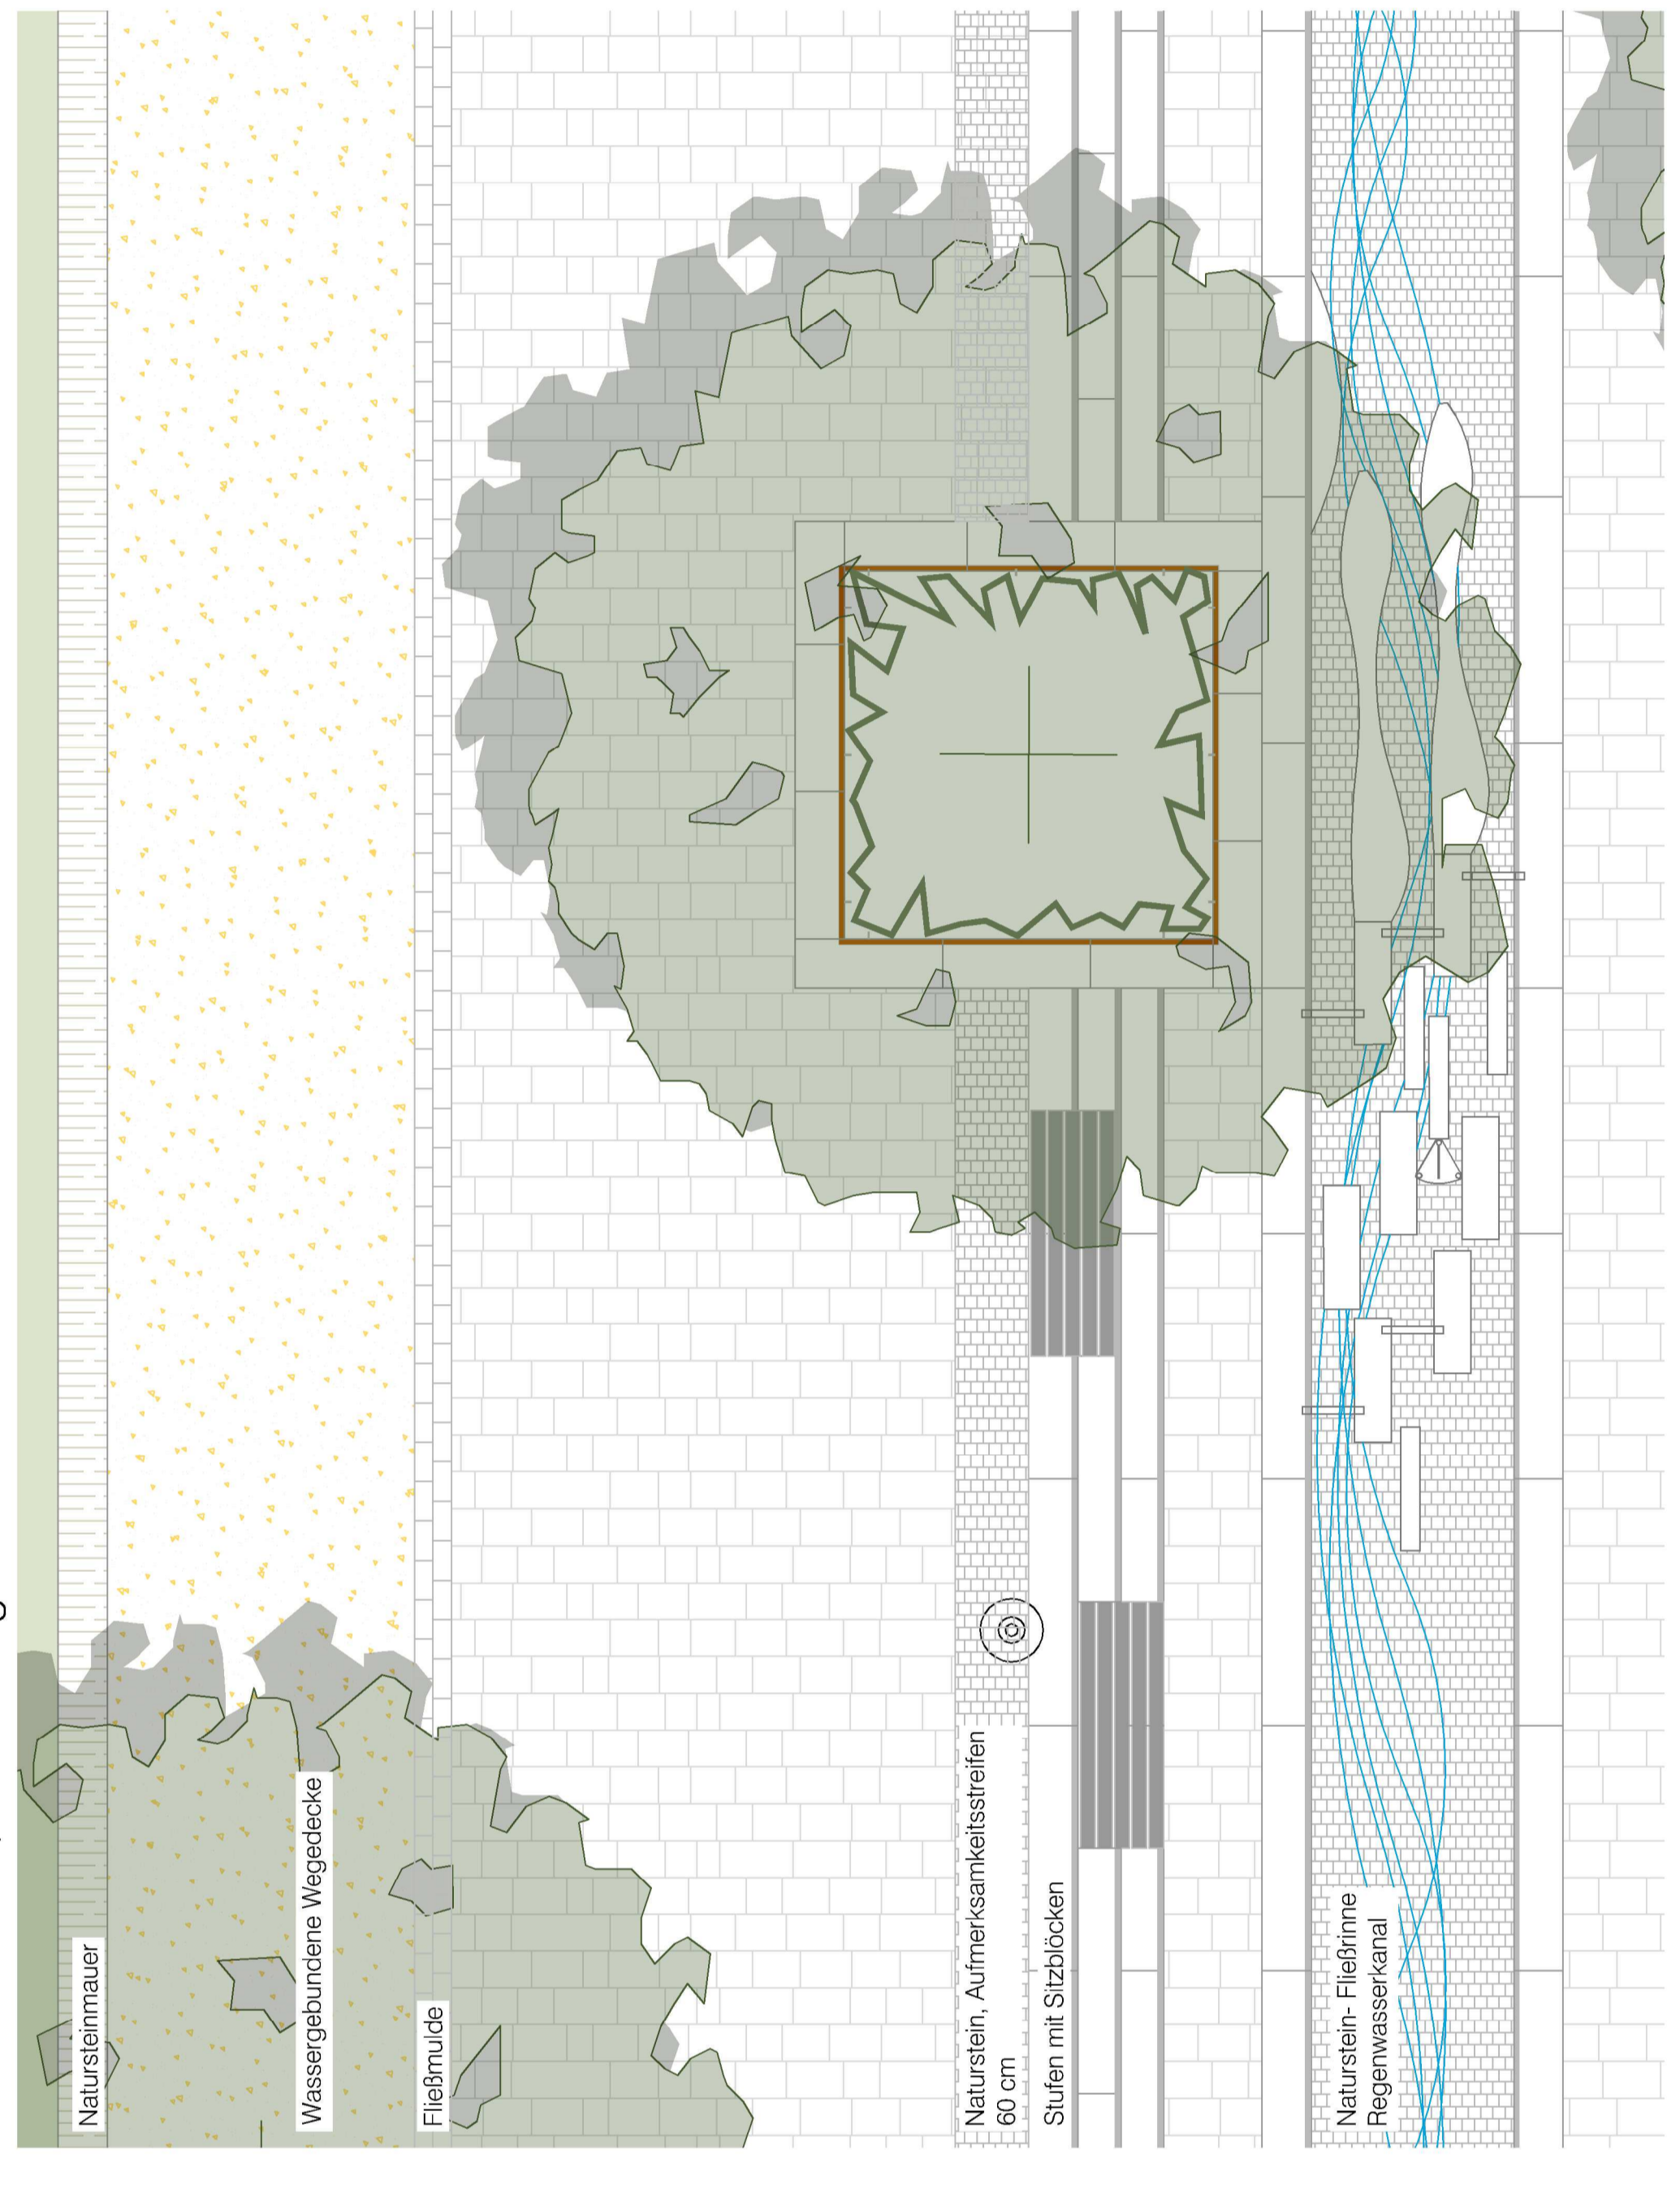 Natursteinmauer
Wassergebundene Wegedecke
Fließmulde
Naturstein, Aufmerksamkeitsstreifen
60 cm
Stufen mit Sitzblöcken
Naturstein- Fließrinne
Regenwasserkanal